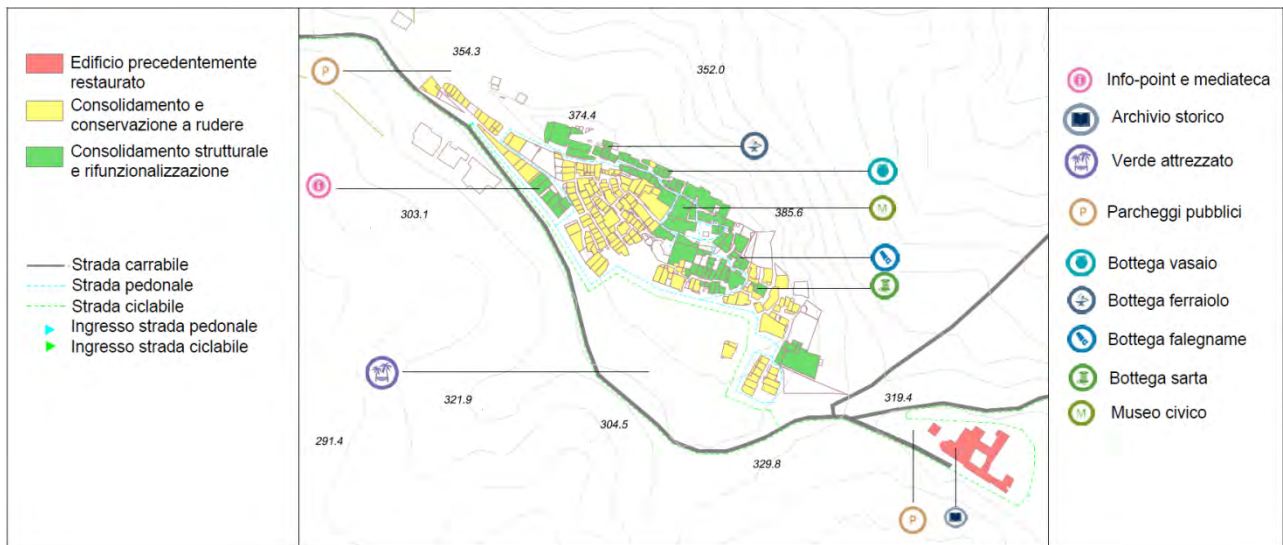 Edificio precedentemente
restaurato
Consolidamento e
conservazione a rudere
Consolidamento strutturale
e rifunzionalizzazione
Strada carrabile
Strada pedonale
Strada ciclabile
Ingresso strada pedonale
Ingresso strada ciclabile
P
354.3
352.0
374.4
303.1
385.6
M
321.9
304.5
291.4
329.8
319.4
P
Info-point e mediateca
Archivio storico
Verde attrezzato
P Parcheggi pubblici
Bottega vasaio
Bottega ferraiolo
Bottega falegname
Bottega sarta
M Museo civico